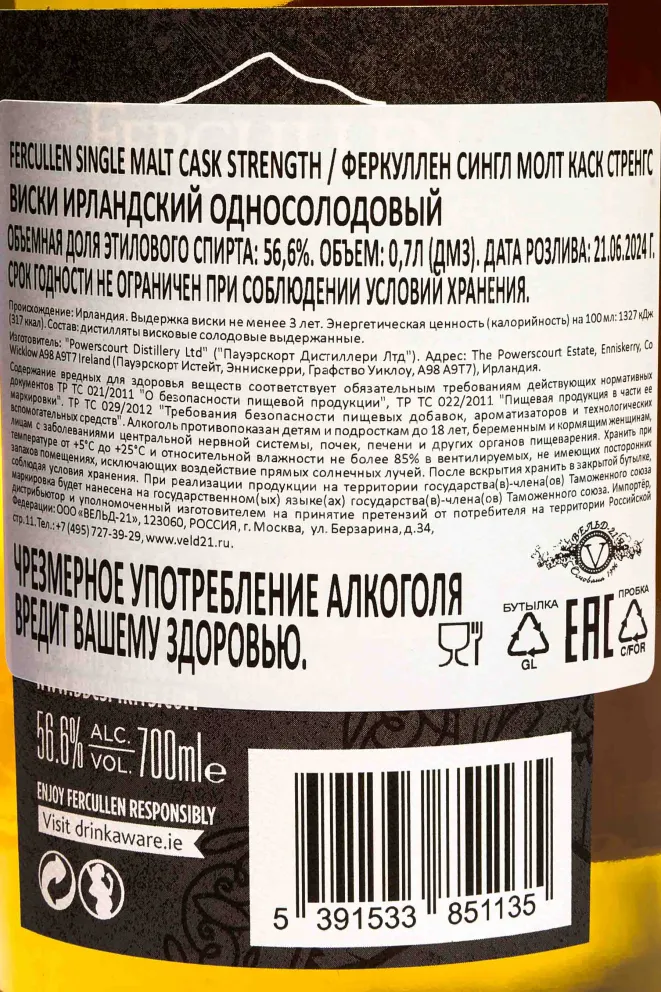 FERCULLEN SINGLE MALT CASK STRENGTH / ФЕРКУЛЛЕН СИНГЛ МОЛТ КАСК СТРЕНГС
ВИСКИ ИРЛАНДСКИЙ ОДНОСОЛОДОВЫЙ
ОБЪЕМНАЯ ДОЛЯ ЭТИЛОВОГО СПИРТА: 56,6%. ОБЪЕМ: 0,7Л (ДМ3). ДАТА РОЗЛИВА: 21.06.2024 Г.
СРОК ГОДНОСТИ НЕ ОГРАНИЧЕН ПРИ СОБЛЮДЕНИИ УСЛОВИЙ ХРАНЕНИЯ.
Происхождение: Ирландия. Выдержка виски не менее 3 лет. Энергетическая ценность (калорийность) на 100 мл: 1327 кДж
(317 ккал). Состав: дистилляты висковые солодовые выдержанные.
Изготовитель: "Powerscourt Distillery Ltd" ("Пауэрскорт Дистиллери Лтд"). Адрес: The Powerscourt Estate, Enniskerry, Co
Wicklow A98 A9T7 Ireland (Пауэрскорт Истейт, Эннискерри, Графство Уиклоу, A98 A9T7), Ирландия.
Содержание вредных для здоровья веществ соответствует обязательным требованиям действующих нормативных
документов ТР ТС 021/2011 "О безопасности пищевой продукции", ТР ТС 022/2011 "Пищевая продукция в части ее
маркировки", ТР ТС 029/2012 "Требования безопасности пищевых добавок, ароматизаторов и технологических
вспомогательных средств". Алкоголь противопоказан детям и подросткам до 18 лет, беременным и кормящим женщинам,
лицам с заболеваниями центральной нервной системы, почек, печени и других органов пищеварения. Хранить при
температуре от +5°С до +25°С и относительной влажности не более 85% в вентилируемых, не имеющих посторонних
запахов помещениях, исключающих воздействие прямых солнечных лучей. После вскрытия хранить в закрытой бутылке,
соблюдая условия хранения. При реализации продукции на территории государства(в)-члена(ов) Таможенного союза
маркировка будет нанесена на государственном(ых) языке(ах) государства(в)-члена(ов) Таможенного союза. Импортёр,
дистрибьютор и уполномоченный изготовителем на принятие претензий от потребителя на территории Российской
Федерации: ООО «ВЕЛЬД-21», 123060, РОССИЯ, г. Москва, ул. Берзарина, д.34,
стр.11. Тел.: +7 (495) 727-39-29, www.veld21.ru.
ВЕЛЬД-21
V
Основана 1996
ЧРЕЗМЕРНОЕ УПОТРЕБЛЕНИЕ АЛКОГОЛЯ
ВРЕДИТ ВАШЕМУ ЗДОРОВЬЮ.
БУТЫЛКА
GL
EAC
ПРОБКА
C/FOR
56.6% ALC. VOL. 700ml e
ENJOY FERCULLEN RESPONSIBLY
Visit drinkaware.ie
5 391533 851135